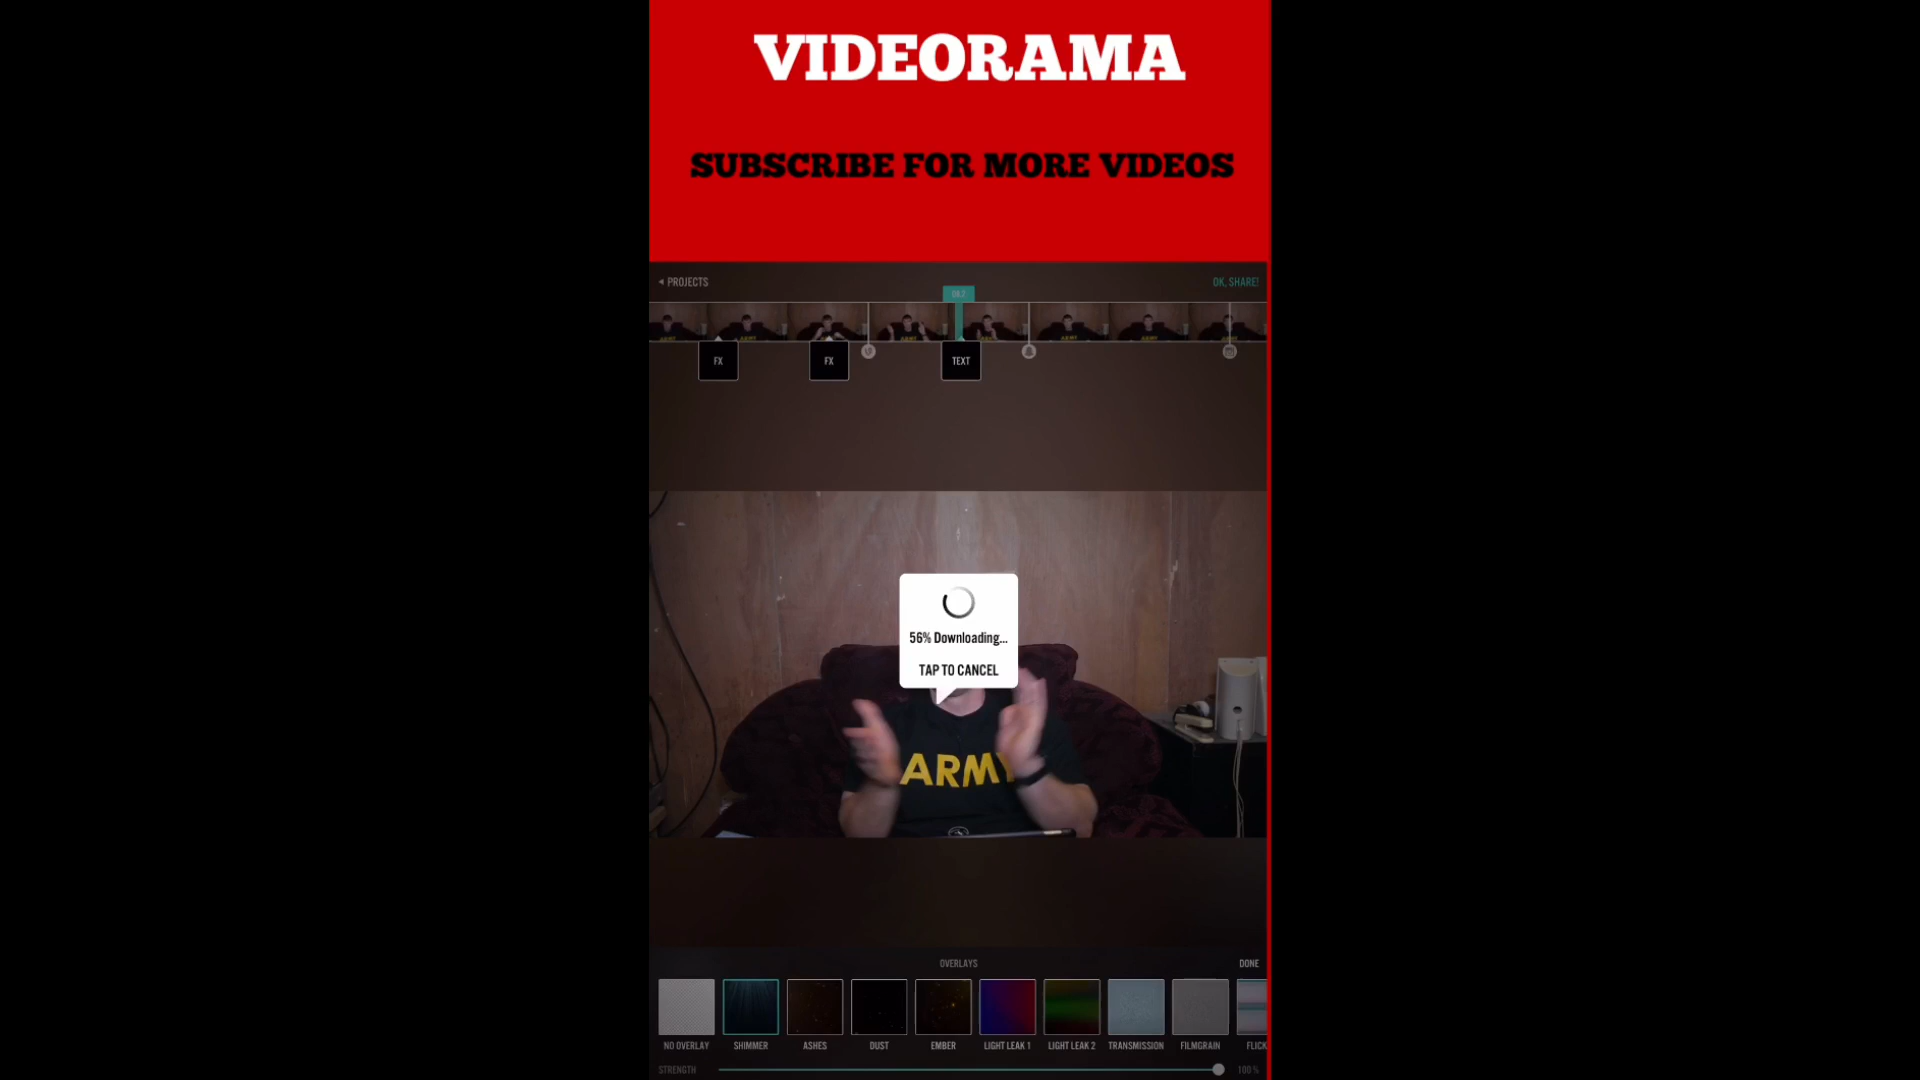 VIDEORAMA
SUBSCRIBE FOR MORE VIDEOS
PROJECTS
OK, SHARE!
FX
FX
TEXT
56% Downloading...
TAP TO CANCEL
ARMY
OVERLAYS
DONE
NO OVERLAY
SHIMMER
ASHES
DUST
EMBER
LIGHT LEAK 1
LIGHT LEAK 2
TRANSMISSION
FILMGRAIN
FLICK
STRENGTH
100 %